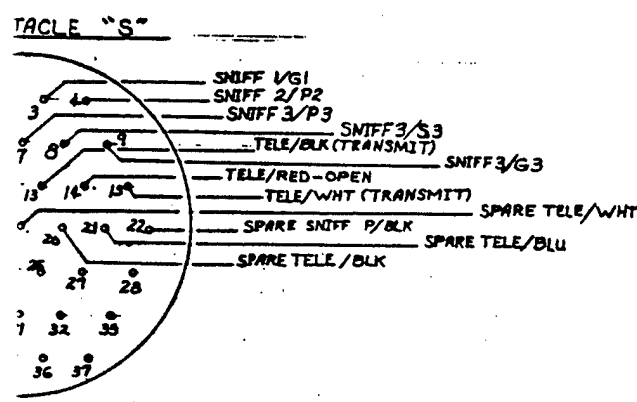 TACLE "S"
SNIFF 1/G1
3 4 SNIFF 2/P2
SNIFF 3/P3
7 8 9 SNIFF3/S3
TELE/BLK (TRANSMIT)
SNIFF3/G3
13 14 15 TELE/RED-OPEN
TELE/WHT (TRANSMIT)
SPARE TELE/WHT
20 21 22 SPARE SNIFF P/BLK
SPARE TELE/BLU
SPARE TELE/BLK
26 27 28
32 33
36 37